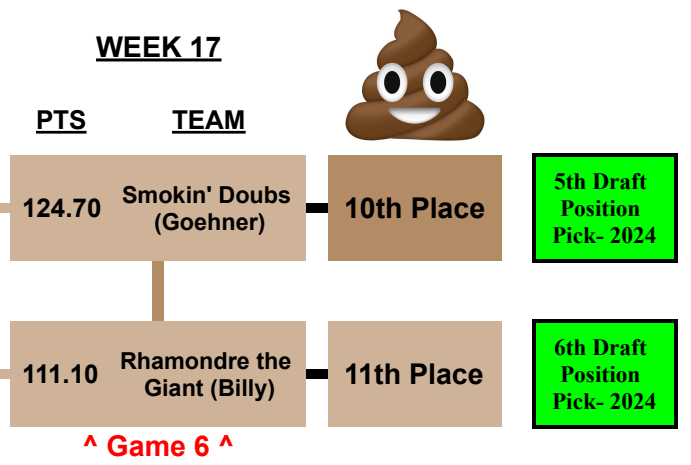 WEEK 17
PTS TEAM
124.70 Smokin' Doubs
(Goehner)
10th Place
5th Draft
Position
Pick- 2024
111.10 Rhamondre the
Giant (Billy)
11th Place
6th Draft
Position
Pick- 2024
^ Game 6 ^